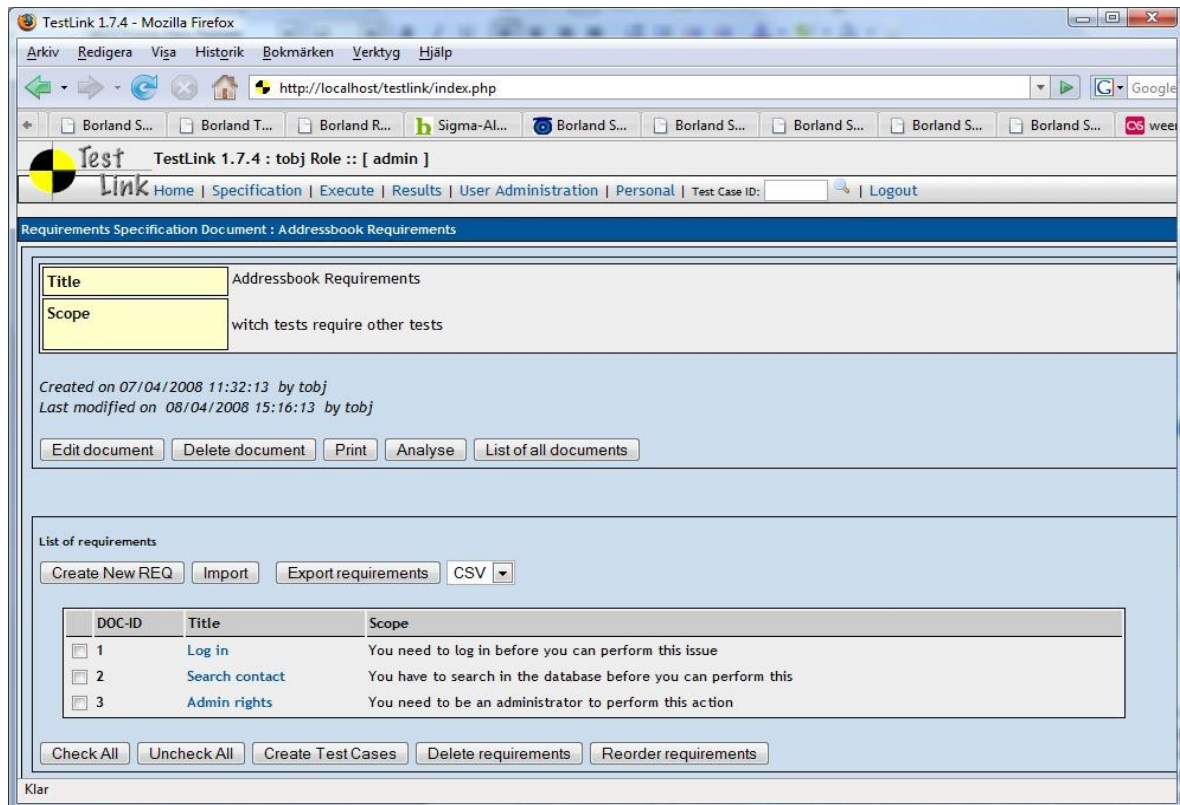 TestLink 1.7.4 - Mozilla Firefox
Arkiv Redigera Visa Historik Bokmärken Verktyg Hjälp
http://localhost/testlink/index.php G Google
Borland S... Borland T... Borland R... h Sigma-Al... Borland S... Borland S... Borland S... Borland S... Borland S... weer
Test Link
TestLink 1.7.4 : tobj Role :: [ admin ]
Home | Specification | Execute | Results | User Administration | Personal | Test Case ID: | Logout
Requirements Specification Document : Addressbook Requirements
Title Addressbook Requirements
Scope witch tests require other tests
Created on 07/04/2008 11:32:13 by tobj
Last modified on 08/04/2008 15:16:13 by tobj
Edit document Delete document Print Analyse List of all documents
List of requirements
Create New REQ Import Export requirements CSV
DOC-ID Title Scope
1 Log in You need to log in before you can perform this issue
2 Search contact You have to search in the database before you can perform this
3 Admin rights You need to be an administrator to perform this action
Check All Uncheck All Create Test Cases Delete requirements Reorder requirements
Klar